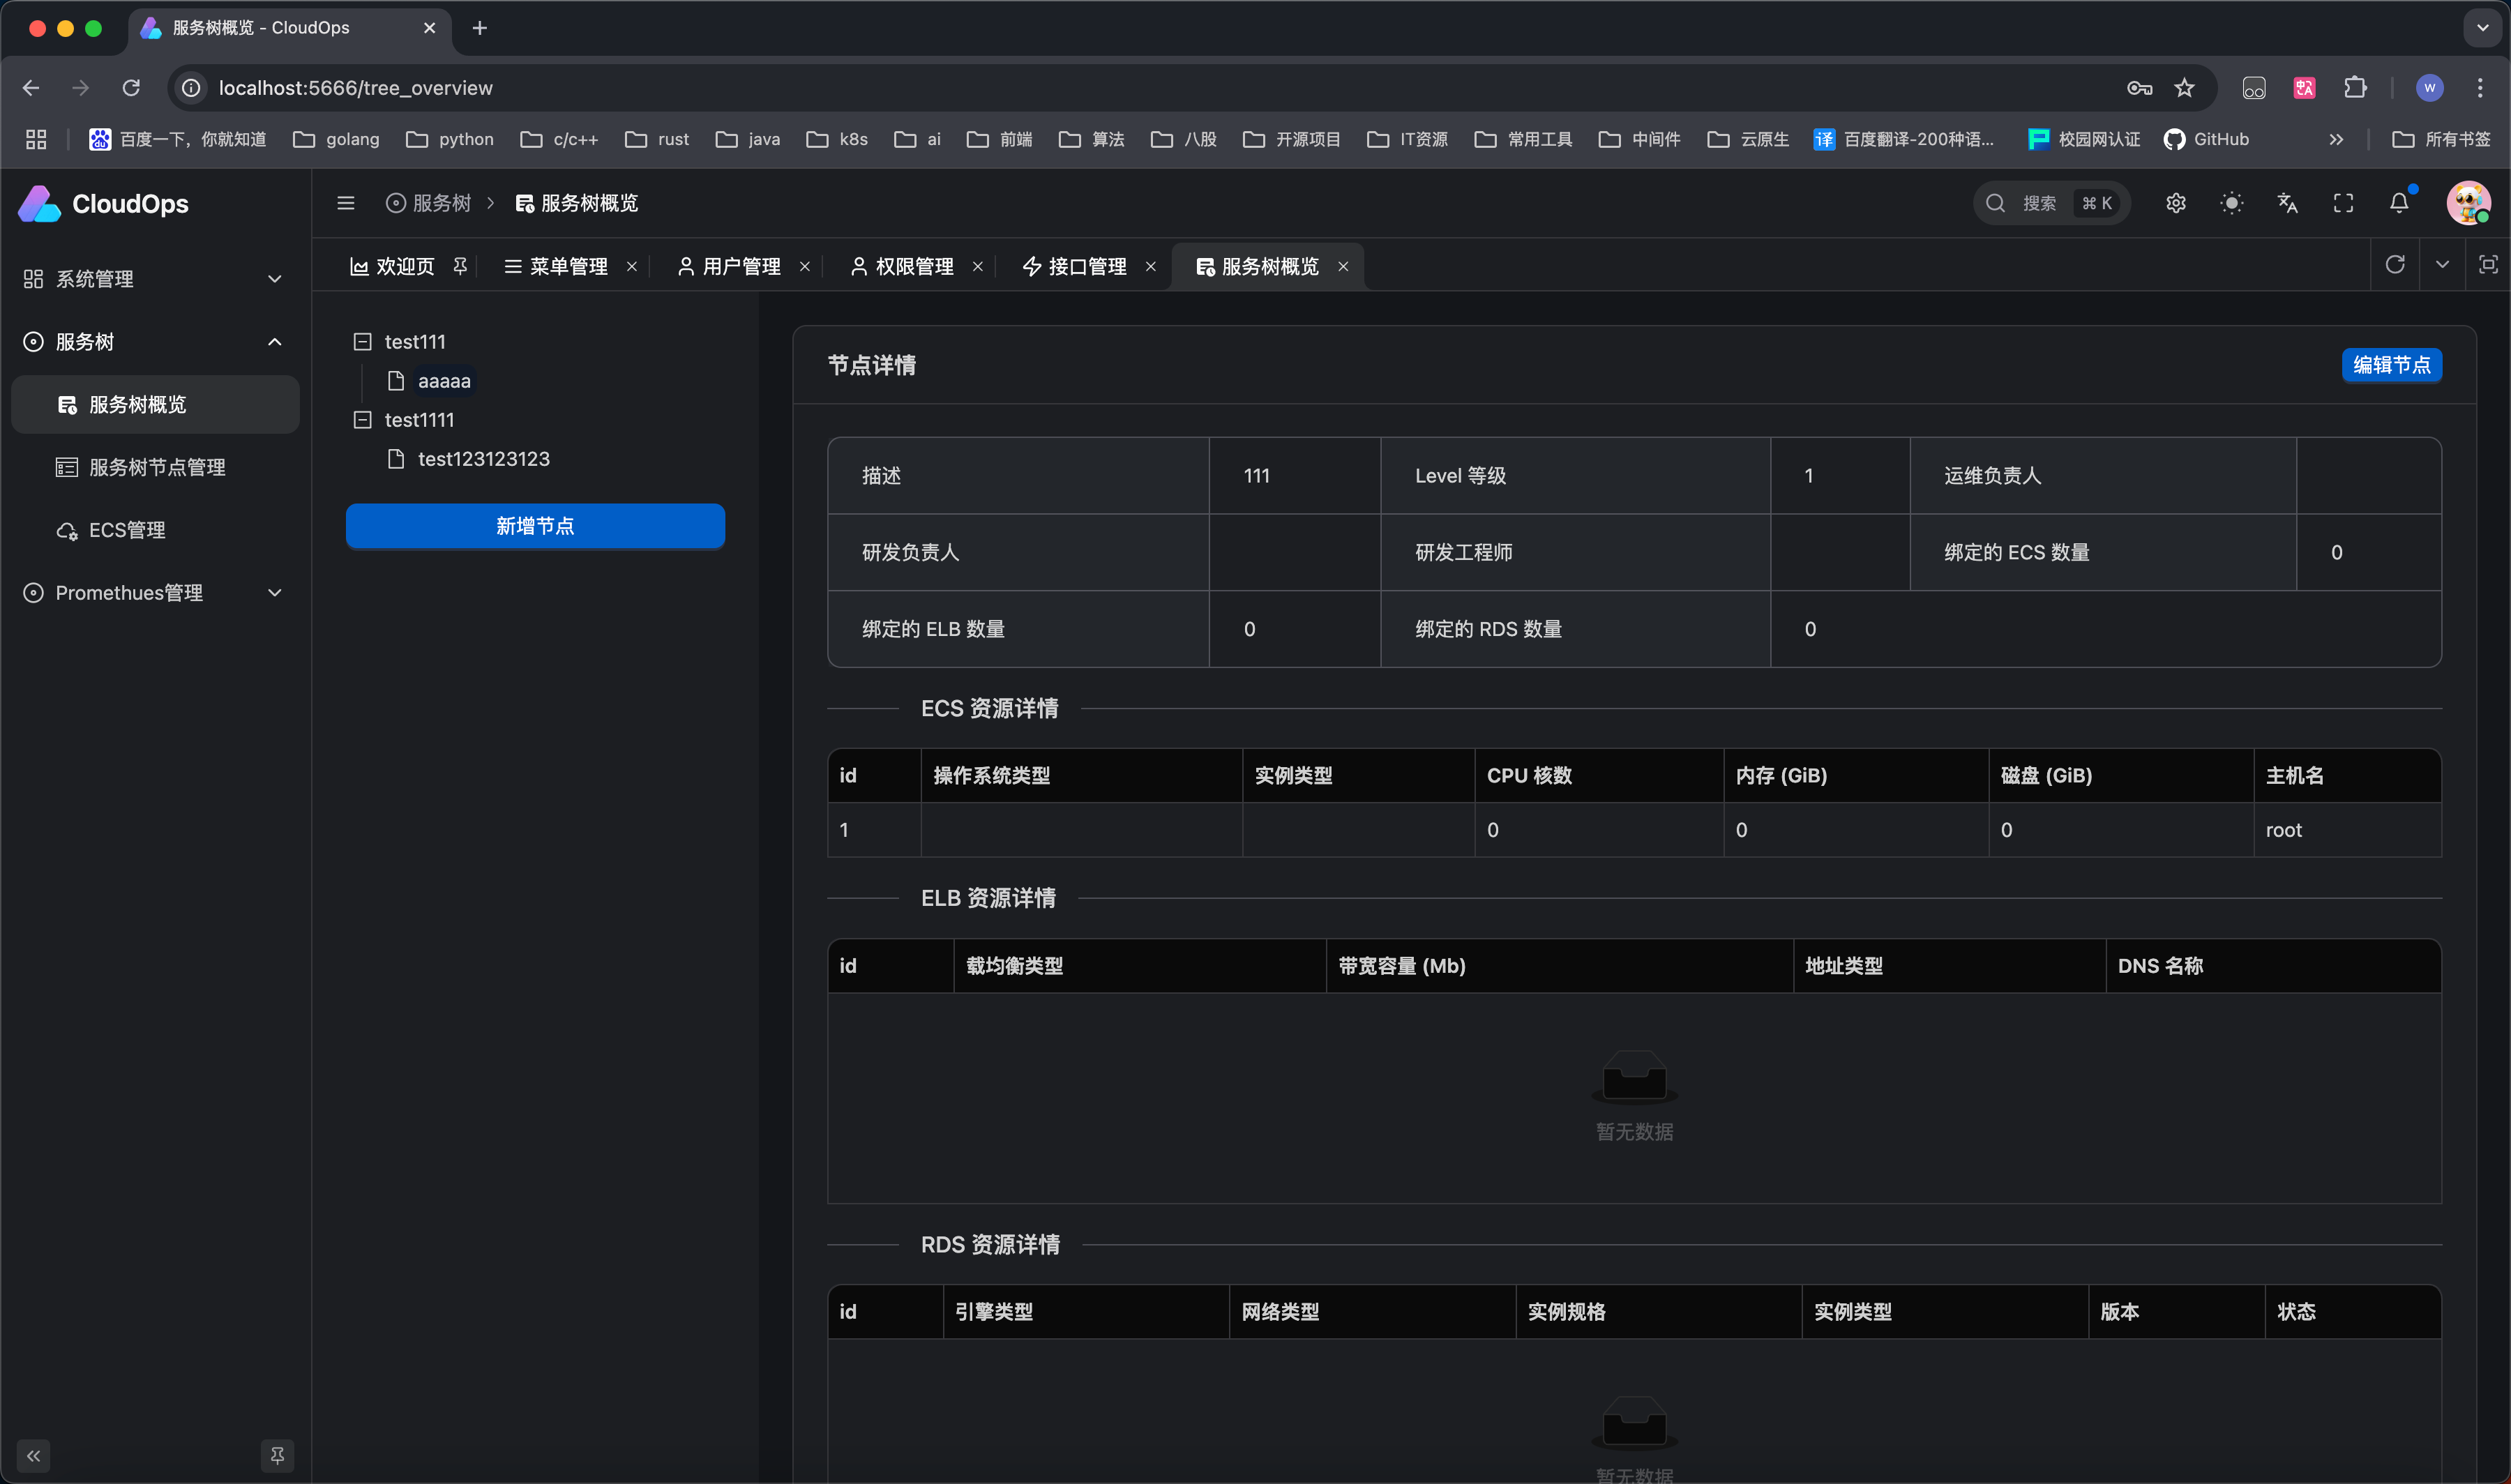 服务树概览 - CloudOps
localhost:5666/tree_overview
W
百度一下，你就知道 golang python c/c++ rust java k8s ai 前端 算法 八股 开源项目 IT资源 常用工具 中间件 云原生 译 百度翻译-200种语... 校园网认证 GitHub 所有书签
CloudOps
服务树 服务树概览
搜索 ⌘ K
欢迎页 菜单管理 用户管理 权限管理 接口管理 服务树概览
系统管理
服务树
服务树概览
服务树节点管理
ECS管理
Promethues管理
test111
aaaaa
test1111
test123123123
新增节点
节点详情
编辑节点
描述 111 Level 等级 1 运维负责人
研发负责人 研发工程师 绑定的 ECS 数量 0
绑定的 ELB 数量 0 绑定的 RDS 数量 0
ECS 资源详情
id 操作系统类型 实例类型 CPU 核数 内存 (GiB) 磁盘 (GiB) 主机名
1 0 0 0 root
ELB 资源详情
id 载均衡类型 带宽容量 (Mb) 地址类型 DNS 名称
暂无数据
RDS 资源详情
id 引擎类型 网络类型 实例规格 实例类型 版本 状态
暂无数据